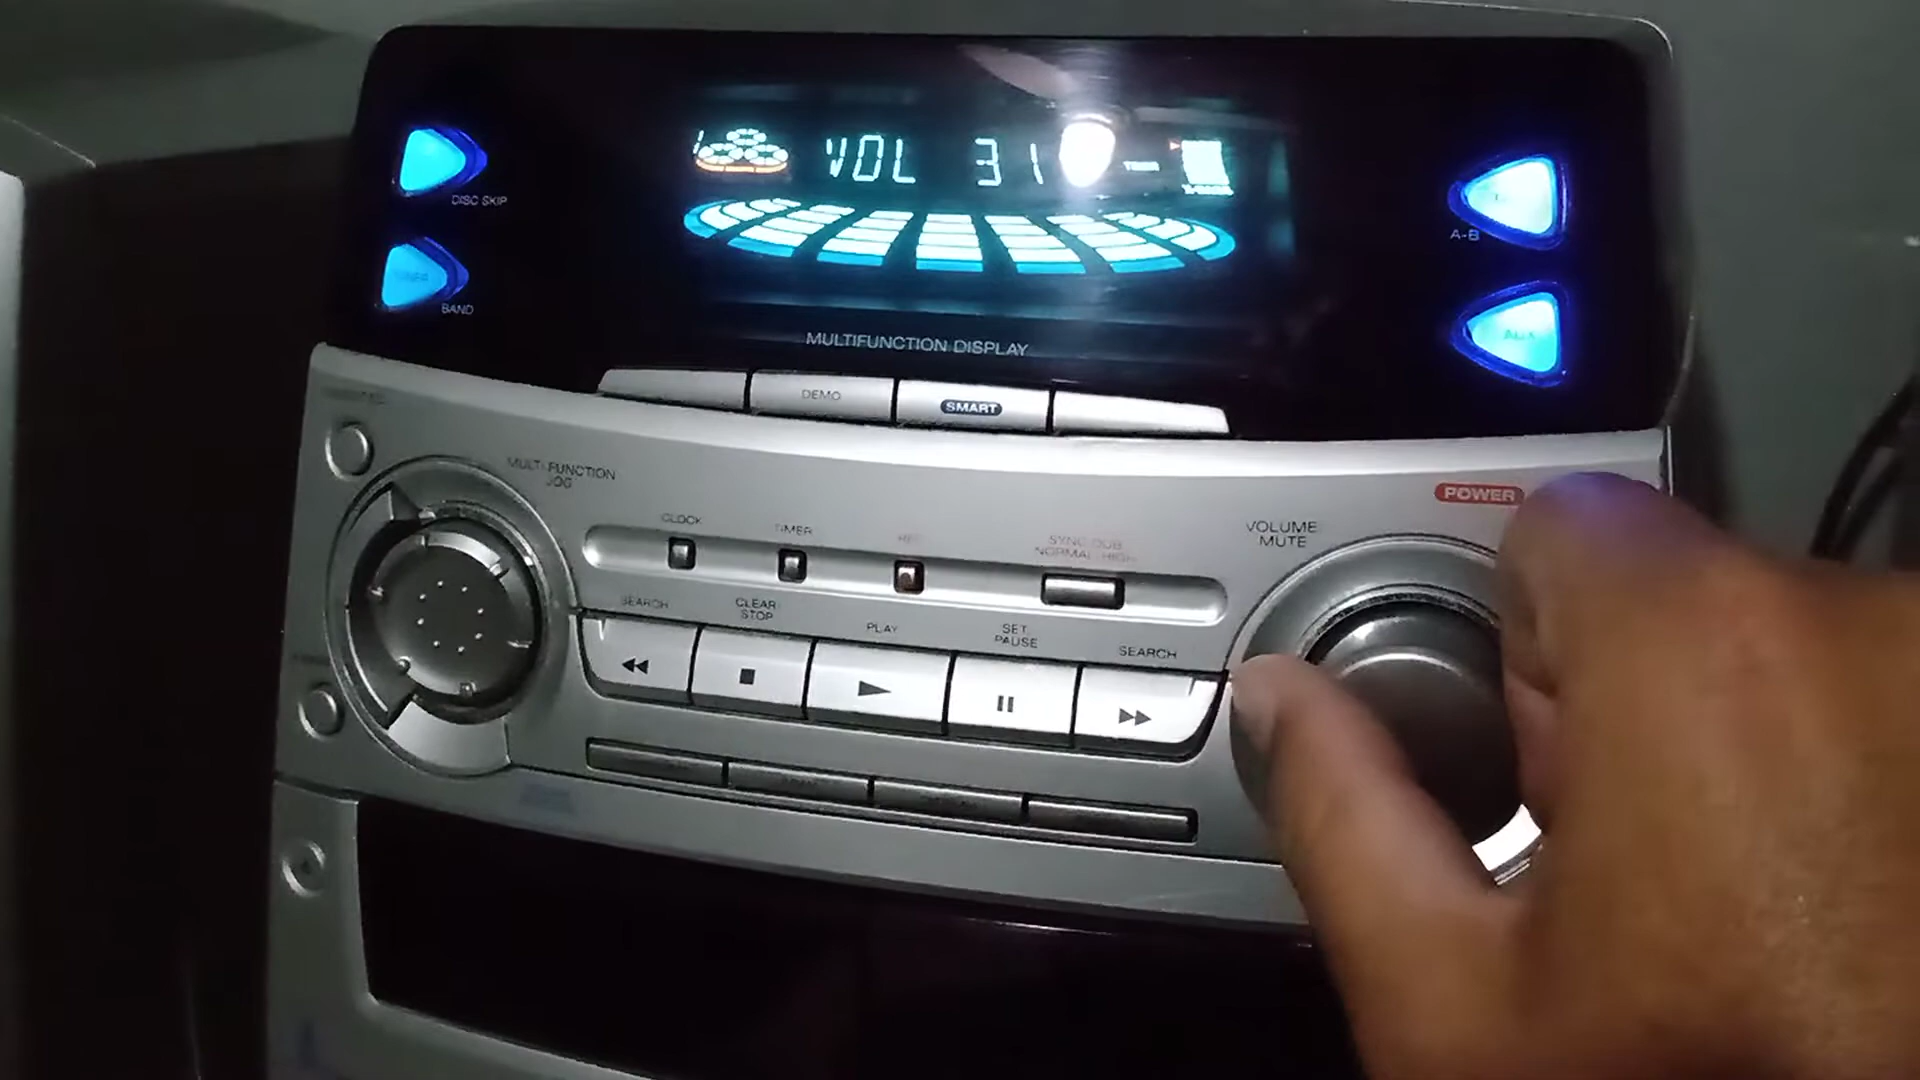 VOL 31
DISC SKIP
A-B
AUX
BAND
MULTIFUNCTION DISPLAY
DEMO
SMART
MULTI-FUNCTION
JOG
POWER
CLOCK
TIMER
VOLUME
MUTE
SYNC DUB
NORMAL HIGH
SEARCH
CLEAR
STOP
PLAY
SET
PAUSE
SEARCH